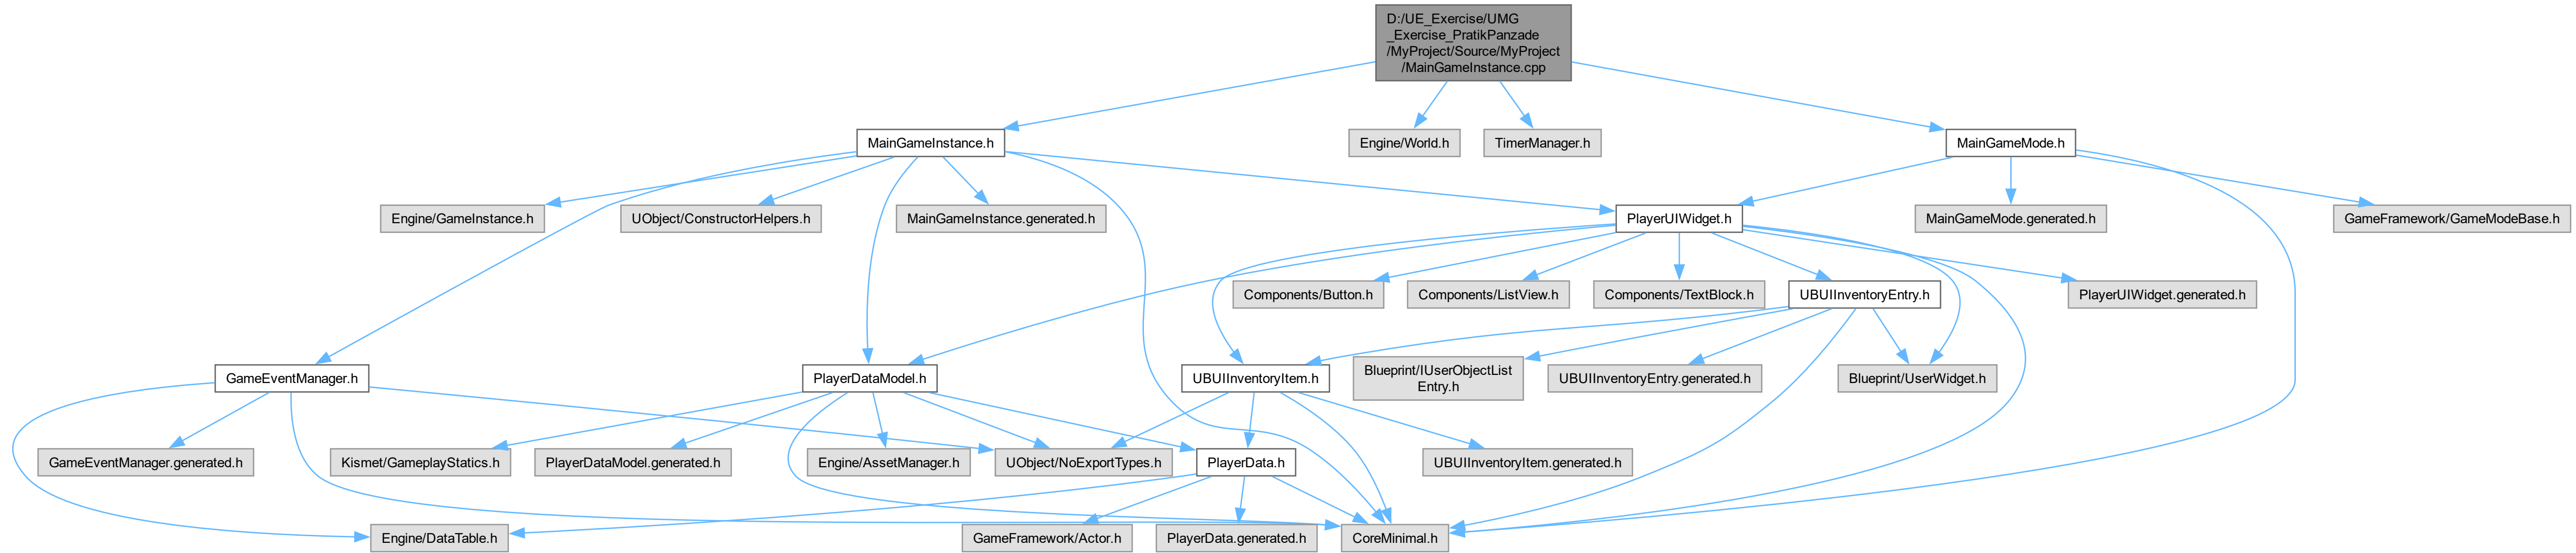 D:/UE_Exercise/UMG
_Exercise_PratikPanzade
/MyProject/Source/MyProject
/MainGameInstance.cpp
MainGameInstance.h
Engine/World.h
TimerManager.h
MainGameMode.h
Engine/GameInstance.h
UObject/ConstructorHelpers.h
MainGameInstance.generated.h
PlayerUIWidget.h
MainGameMode.generated.h
GameFramework/GameModeBase.h
Components/Button.h
Components/ListView.h
Components/TextBlock.h
UBUIInventoryEntry.h
PlayerUIWidget.generated.h
GameEventManager.h
PlayerDataModel.h
UBUIInventoryItem.h
Blueprint/IUserObjectList
Entry.h
UBUIInventoryEntry.generated.h
Blueprint/UserWidget.h
GameEventManager.generated.h
Kismet/GameplayStatics.h
PlayerDataModel.generated.h
Engine/AssetManager.h
UObject/NoExportTypes.h
PlayerData.h
UBUIInventoryItem.generated.h
Engine/DataTable.h
GameFramework/Actor.h
PlayerData.generated.h
CoreMinimal.h